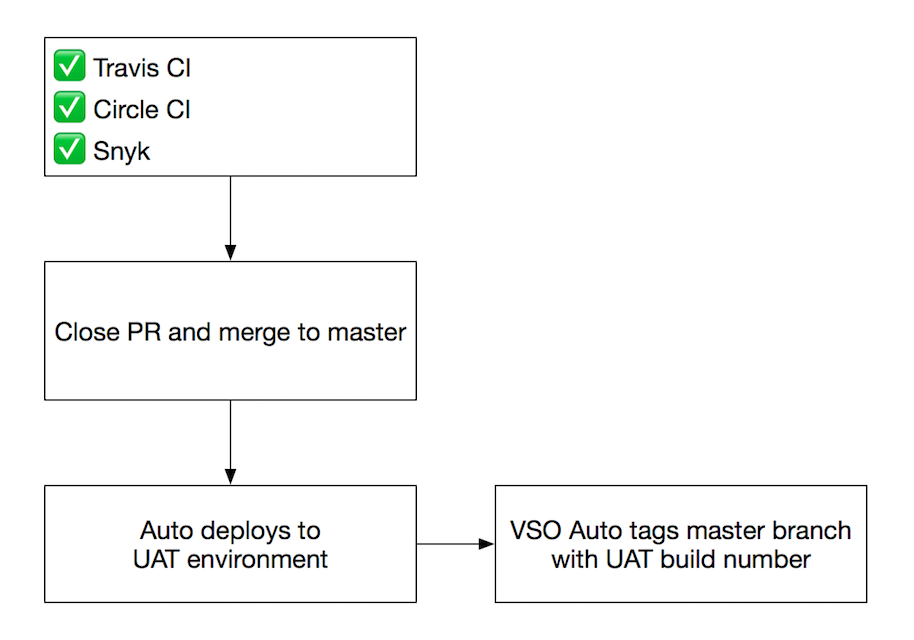 ✅ Travis CI
✅ Circle CI
✅ Snyk
Close PR and merge to master
Auto deploys to
UAT environment
VSO Auto tags master branch
with UAT build number